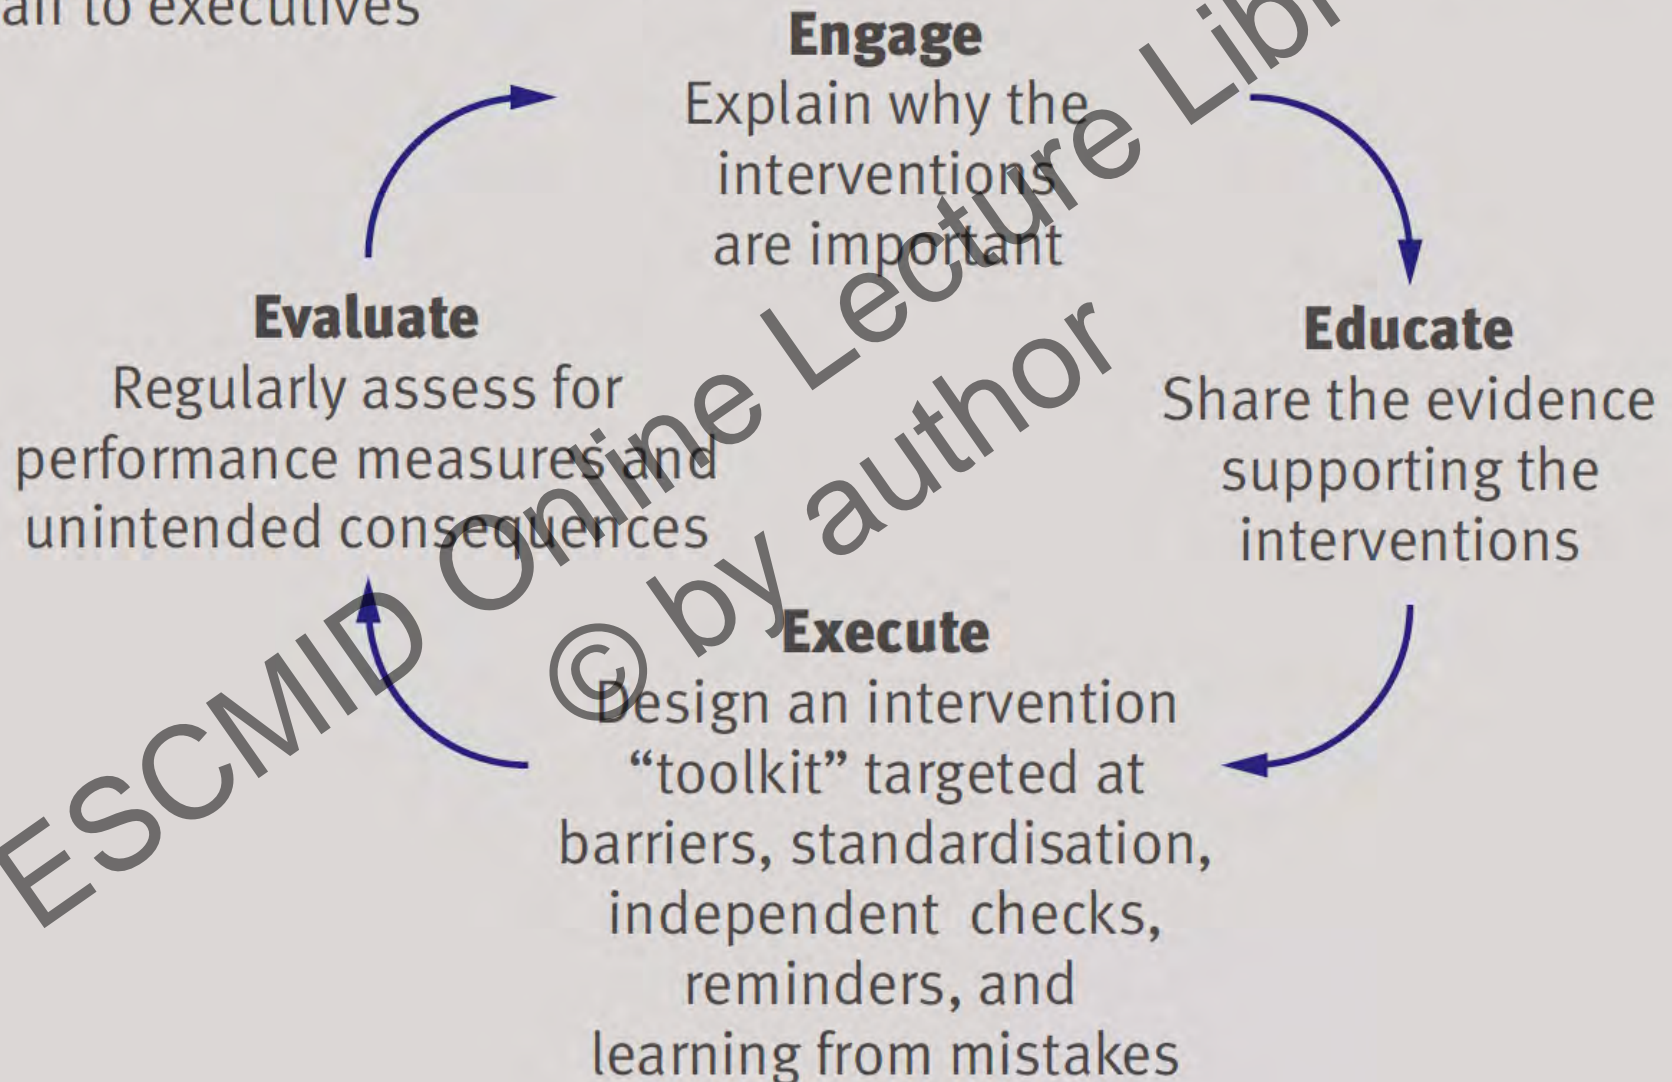 to executives
Engage
Explain why the
interventions
are important
Evaluate
Regularly assess for
performance measures and
unintended consequences
Educate
Share the evidence
supporting the
interventions
Execute
Design an intervention
“toolkit” targeted at
barriers, standardisation,
independent checks,
reminders, and
learning from mistakes
ESCMID Online Lecture
© by author